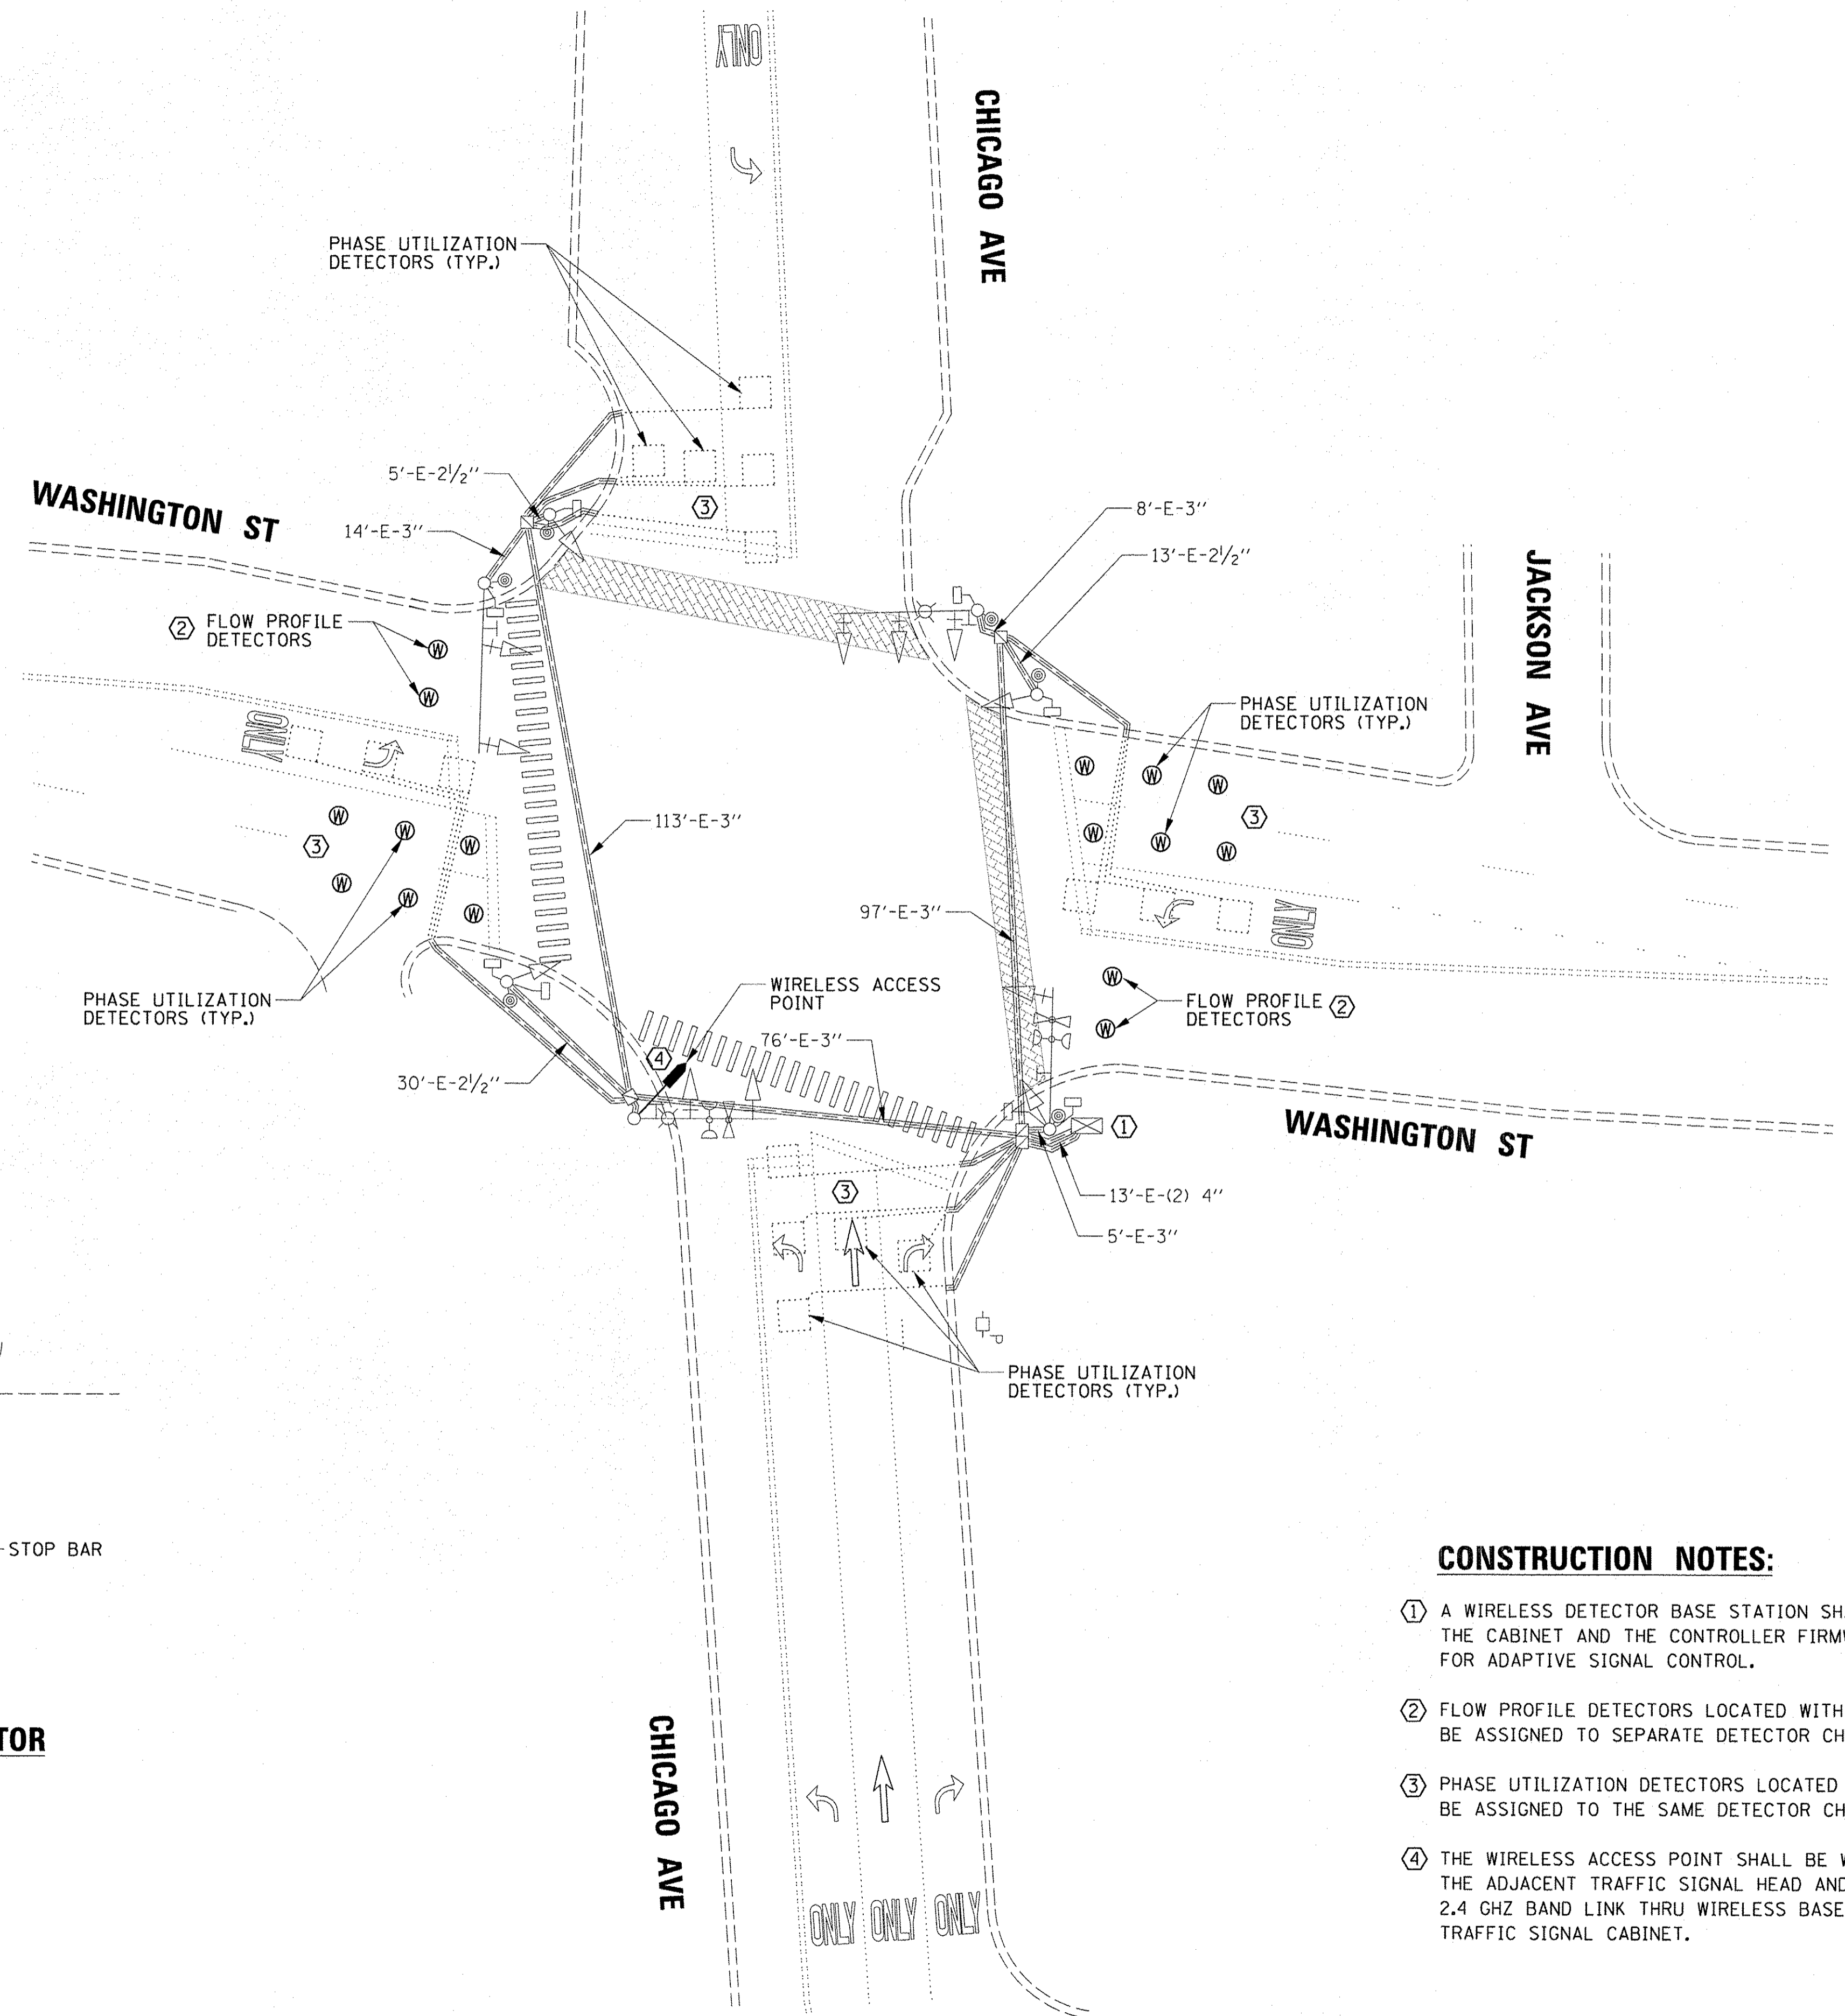 ONLY
CHICAGO AVE
PHASE UTILIZATION
DETECTORS (TYP.)
WASHINGTON ST
5'-E-2½"
14'-E-3"
3
8'-E-3"
13'-E-2½"
JACKSON AVE
2 FLOW PROFILE
DETECTORS
W
W
PHASE UTILIZATION
DETECTORS (TYP.)
ONLY
W
W
W
W
W
W
3
W
W
W
3
W
W
W
113'-E-3"
97'-E-3"
ONLY
PHASE UTILIZATION
DETECTORS (TYP.)
WIRELESS ACCESS
POINT
W
W
FLOW PROFILE 2
DETECTORS
4
76'-E-3"
30'-E-2½"
1
WASHINGTON ST
3
13'-E-(2) 4"
5'-E-3"
P
PHASE UTILIZATION
DETECTORS (TYP.)
STOP BAR
TOR
CHICAGO AVE
ONLY ONLY ONLY
CONSTRUCTION NOTES:
1 A WIRELESS DETECTOR BASE STATION
THE CABINET AND THE CONTROLLER
FOR ADAPTIVE SIGNAL CONTROL.
2 FLOW PROFILE DETECTORS LOCATED WITH
BE ASSIGNED TO SEPARATE DETECTOR
3 PHASE UTILIZATION DETECTORS LOCATED
BE ASSIGNED TO THE SAME DETECTOR
4 THE WIRELESS ACCESS POINT SHALL BE
THE ADJACENT TRAFFIC SIGNAL HEAD AND
2.4 GHZ BAND LINK THRU WIRELESS BASE
TRAFFIC SIGNAL CABINET.